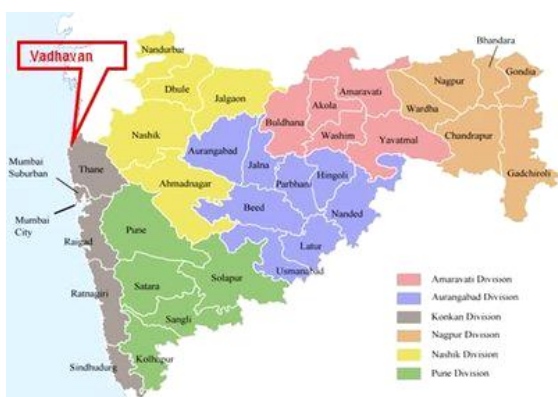 Vadhavan
Nandurbar
Bhandara
Dhule
Jalgaon
Nagpur
Gondia
Amaravati
Akola
Wardha
Buldhana
Nashik
Washim
Yavatmal
Chandrapur
Aurangabad
Jalna
Hingoli
Mumbai
Suburban
Thane
Parbhani
Gadchiroli
Ahmadnagar
Mumbai
City
Beed
Nanded
Raigad
Pune
Latur
Usmanabad
Solapur
Satara
Ratnagiri
Sangli
Kolhapur
Sindhudurg
Amaravati Division
Aurangabad Division
Konkan Division
Nagpur Division
Nashik Division
Pune Division